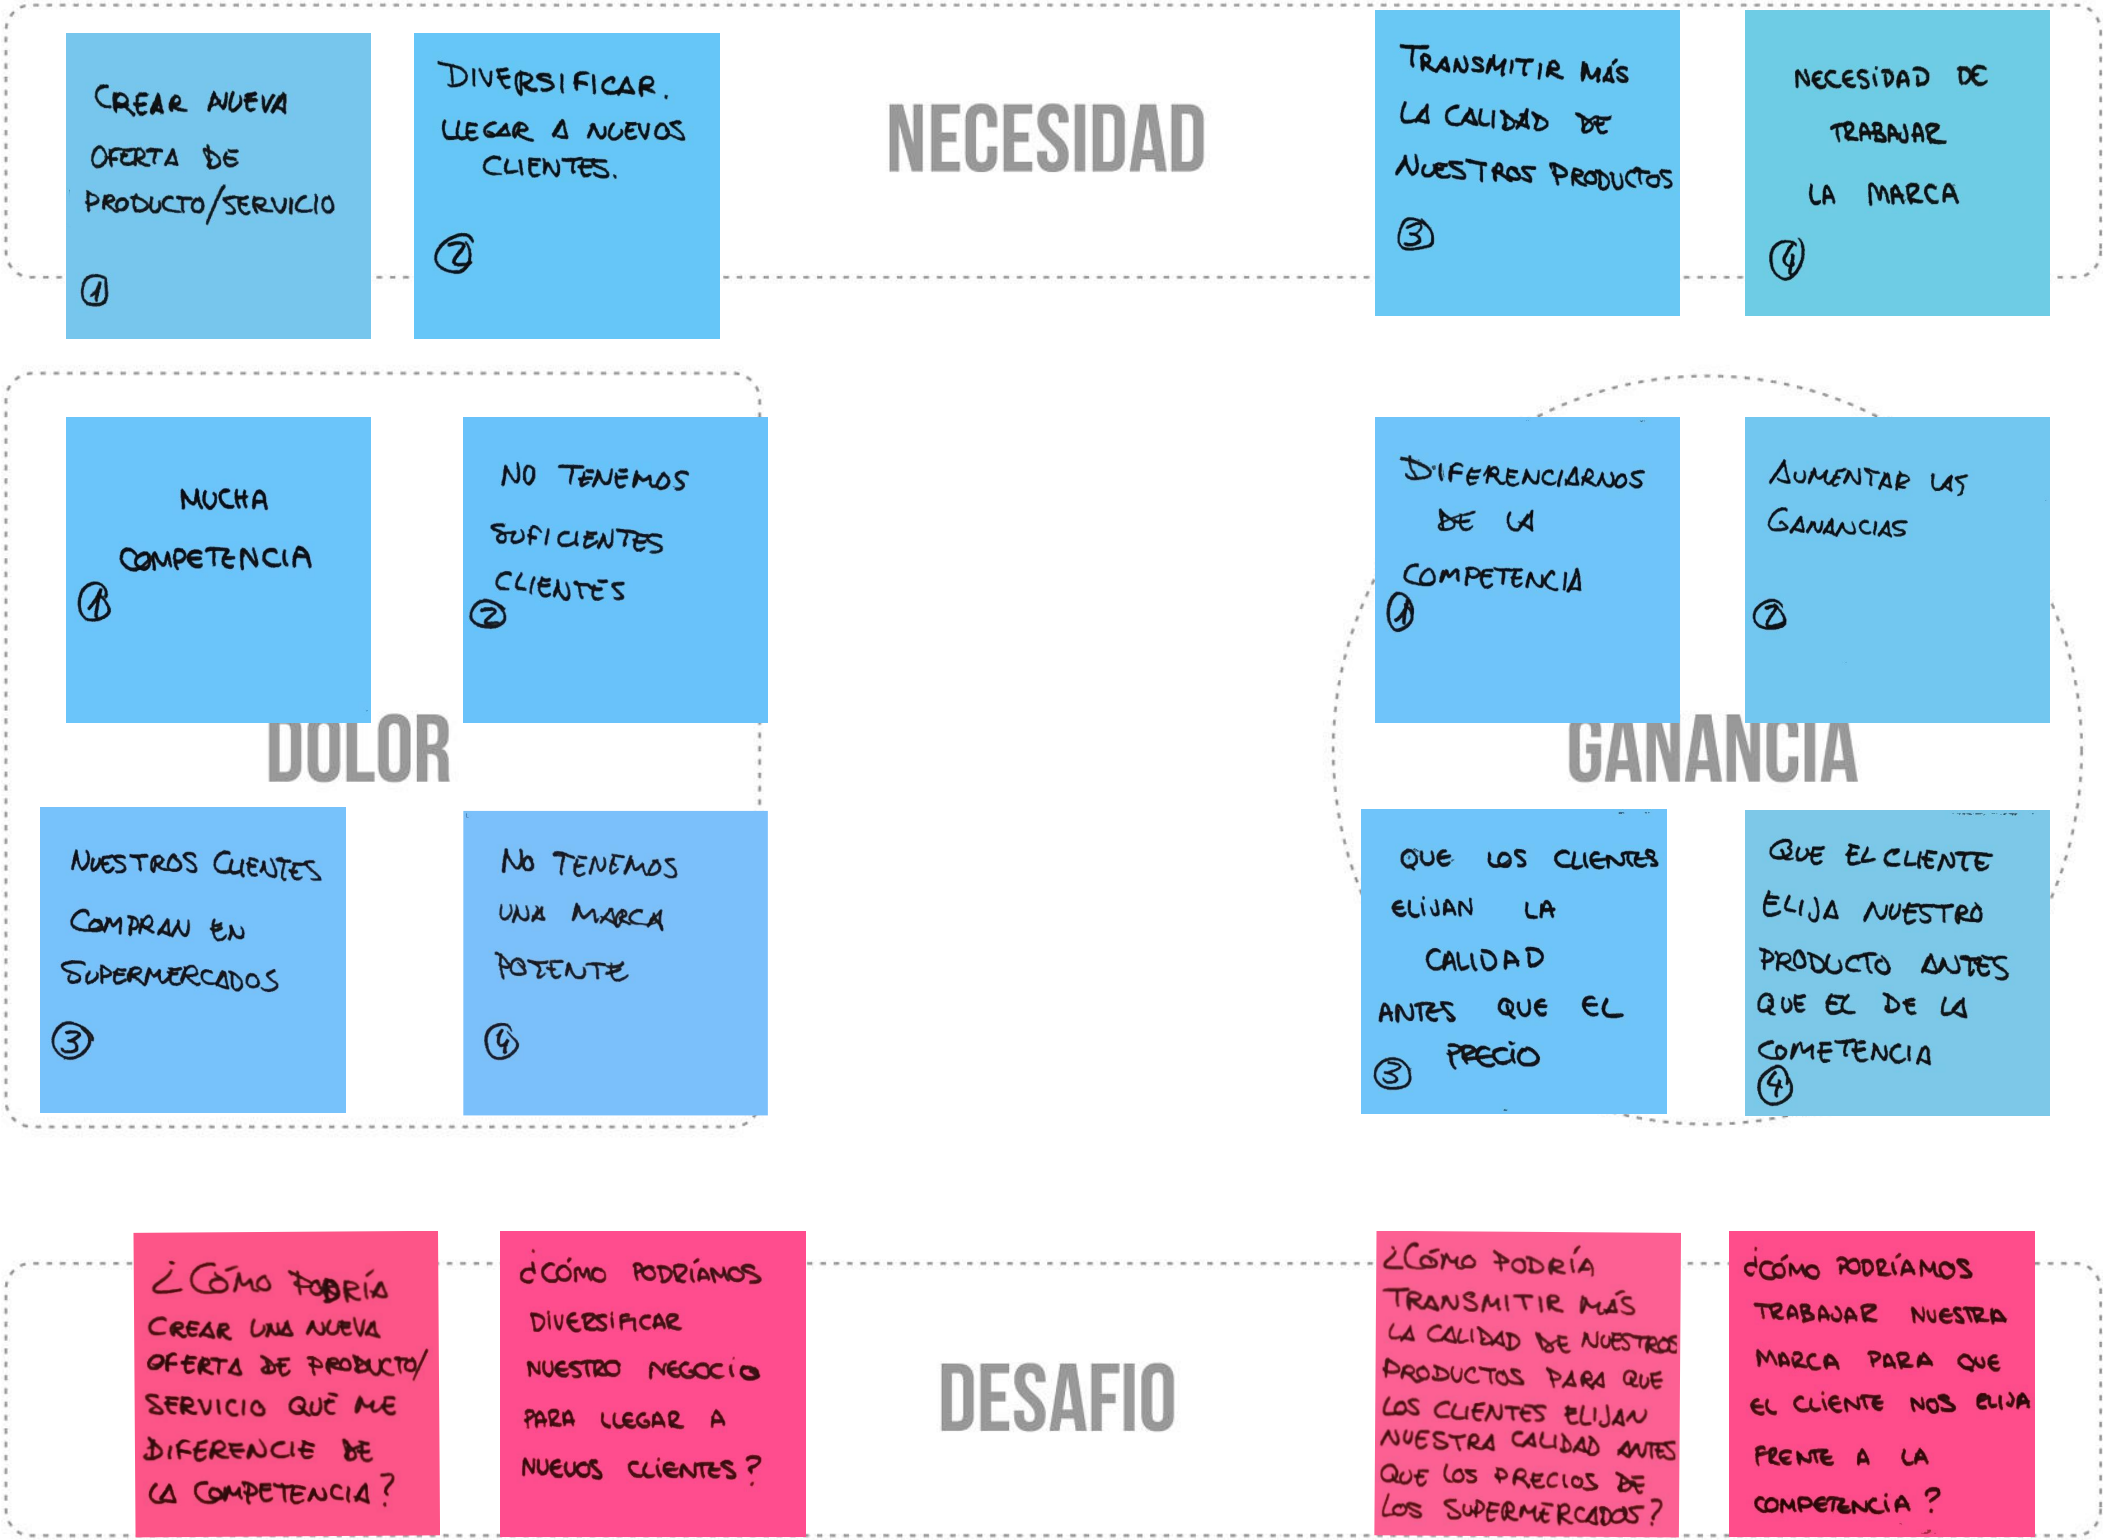 CREAR NUEVA
OFERTA DE
PRODUCTO/SERVICIO
1
DIVERSIFICAR.
LLEGAR A NUEVOS
CLIENTES.
2
NECESIDAD
TRANSMITIR MÁS
LA CALIDAD DE
NUESTROS PRODUCTOS
3
NECESIDAD DE
TRABAJAR
LA MARCA
4
MUCHA
COMPETENCIA
1
NO TENEMOS
SUFICIENTES
CLIENTES
2
DOLOR
NUESTROS CLIENTES
COMPRAN EN
SUPERMERCADOS
3
NO TENEMOS
UNA MARCA
POTENTE
4
DIFERENCIARNOS
DE LA
COMPETENCIA
1
AUMENTAR LAS
GANANCIAS
2
GANANCIA
QUE LOS CLIENTES
ELIJAN LA
CALIDAD
ANTES QUE EL
PRECIO
3
QUE EL CLIENTE
ELIJA NUESTRO
PRODUCTO ANTES
QUE EL DE LA
COMETENCIA
4
¿CÓMO PODRÍA
CREAR UNA NUEVA
OFERTA DE PRODUCTO/
SERVICIO QUE ME
DIFERENCIE DE
LA COMPETENCIA?
¿CÓMO PODRÍAMOS
DIVERSIFICAR
NUESTRO NEGOCIO
PARA LLEGAR A
NUEVOS CLIENTES?
DESAFIO
¿CÓMO PODRÍA
TRANSMITIR MÁS
LA CALIDAD DE NUESTROS
PRODUCTOS PARA QUE
LOS CLIENTES ELIJAN
NUESTRA CALIDAD ANTES
QUE LOS PRECIOS DE
LOS SUPERMERCADOS?
¿CÓMO PODRÍAMOS
TRABAJAR NUESTRA
MARCA PARA QUE
EL CLIENTE NOS ELIJA
FRENTE A LA
COMPETENCIA?